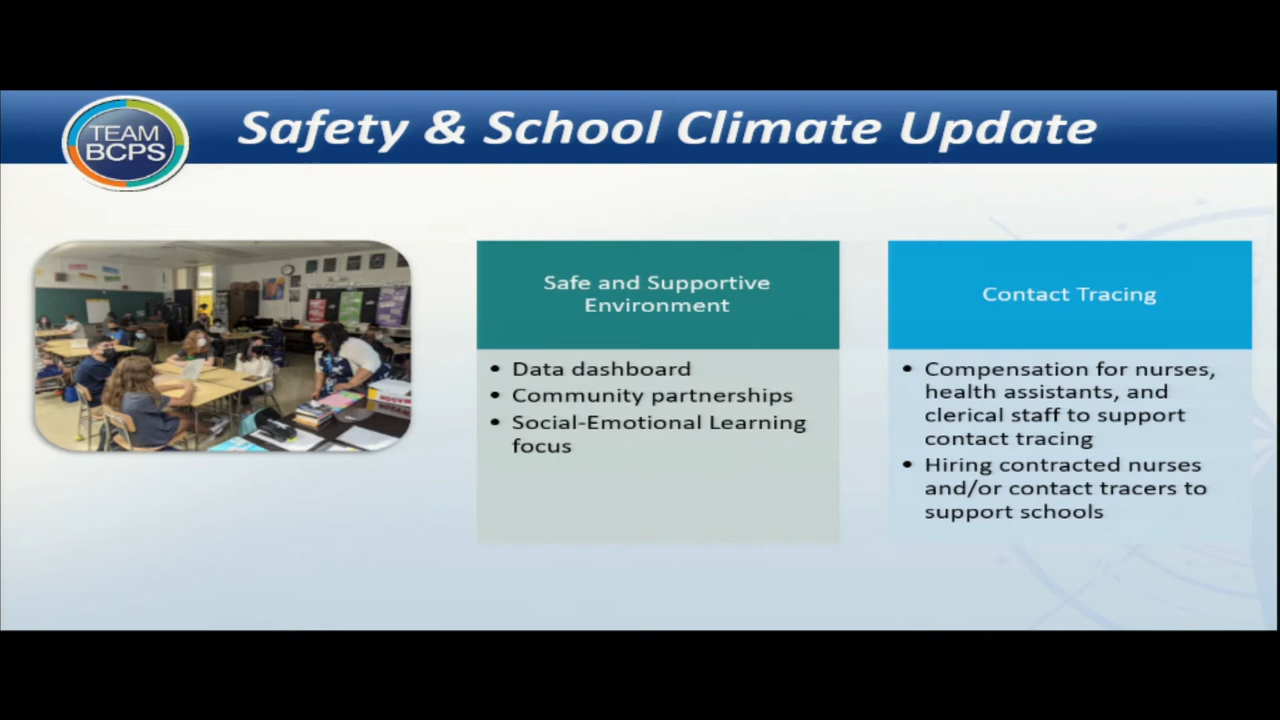 TEAM
BCPS
Safety & School Climate Update
Safe and Supportive
Environment
• Data dashboard
• Community partnerships
• Social-Emotional Learning
focus
Contact Tracing
• Compensation for nurses,
health assistants, and
clerical staff to support
contact tracing
• Hiring contracted nurses
and/or contact tracers to
support schools